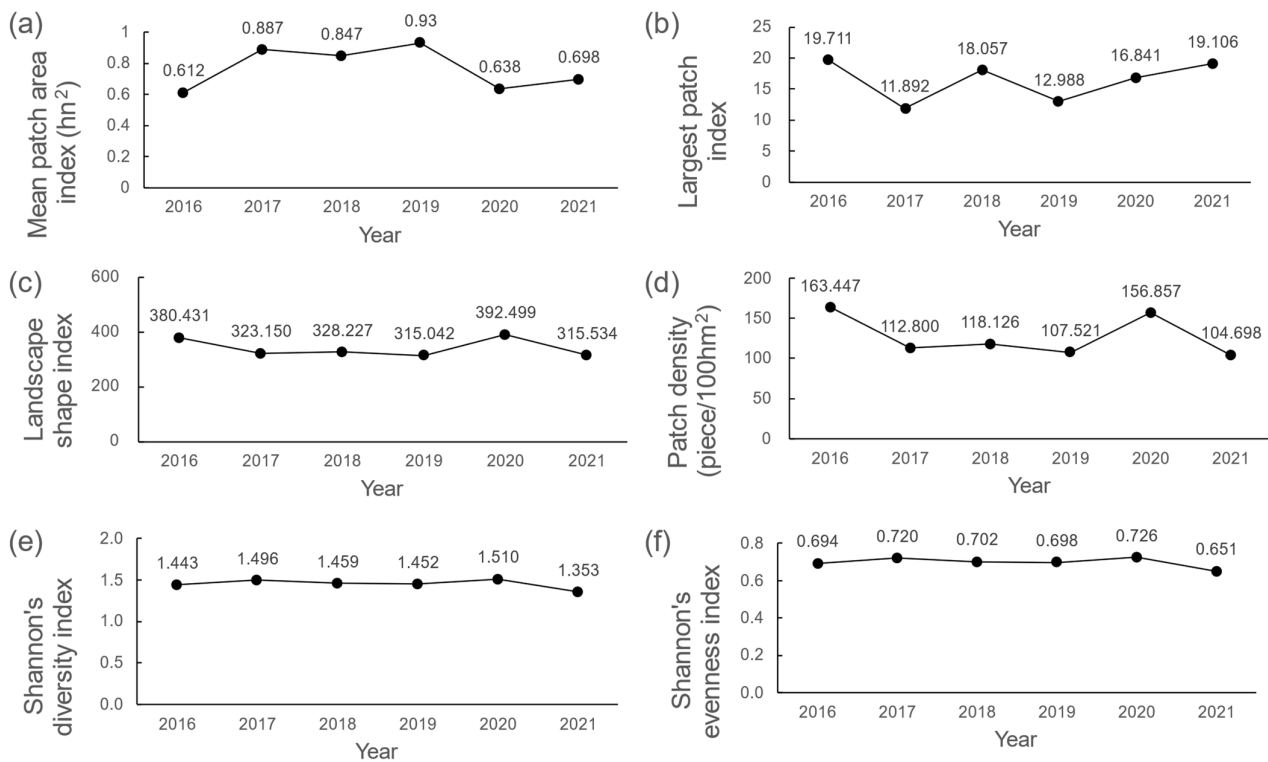 (a)
Mean patch area
index (hn²)
1
0.8
0.6
0.4
0.2
0
0.612
0.887
0.847
0.93
0.638
0.698
2016 2017 2018 2019 2020 2021
Year
(b)
Largest patch
index
25
20
15
10
5
0
19.711
11.892
18.057
12.988
16.841
19.106
2016 2017 2018 2019 2020 2021
Year
(c)
Landscape
shape index
600
400
200
0
380.431
323.150
328.227
315.042
392.499
315.534
2016 2017 2018 2019 2020 2021
Year
(d)
Patch density
(piece/100hm²)
200
150
100
50
0
163.447
112.800
118.126
107.521
156.857
104.698
2016 2017 2018 2019 2020 2021
Year
(e)
Shannon's
diversity index
2.0
1.5
1.0
0.5
0.0
1.443
1.496
1.459
1.452
1.510
1.353
2016 2017 2018 2019 2020 2021
Year
(f)
Shannon's
evenness index
0.8
0.6
0.4
0.2
0.0
0.694
0.720
0.702
0.698
0.726
0.651
2016 2017 2018 2019 2020 2021
Year